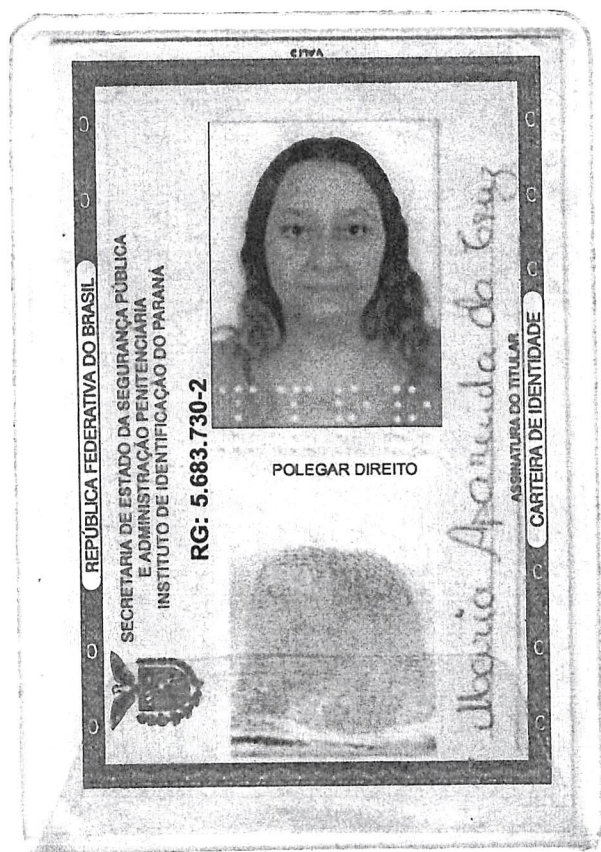 REPÚBLICA FEDERATIVA DO BRASIL
SECRETARIA DE ESTADO DA SEGURANÇA PÚBLICA
E ADMINISTRAÇÃO PENITENCIÁRIA
INSTITUTO DE IDENTIFICAÇÃO DO PARANÁ
RG: 5.683.730-2
POLEGAR DIREITO
Maria Aparecida da Cruz
ASSINATURA DO TITULAR
CARTEIRA DE IDENTIDADE